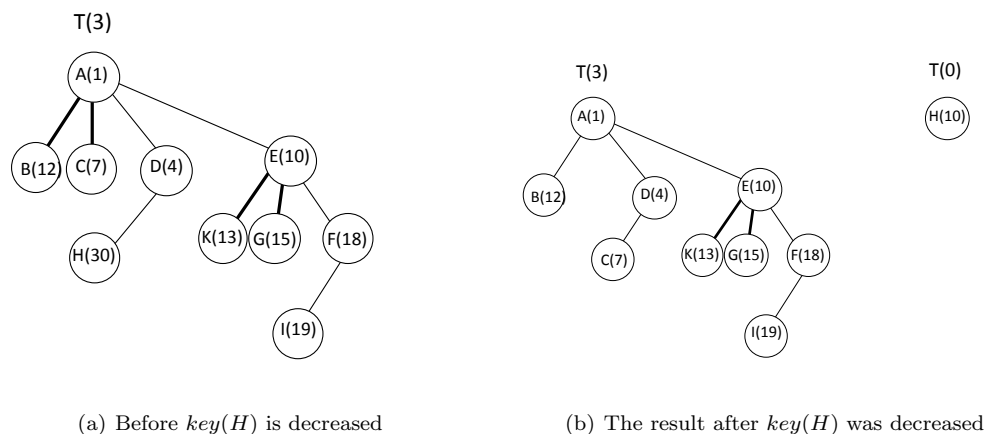 T(3)
A(1)
B(12)
C(7)
D(4)
E(10)
H(30)
K(13)
G(15)
F(18)
I(19)
(a) Before key(H) is decreased
T(3)
T(0)
A(1)
H(10)
B(12)
D(4)
E(10)
C(7)
K(13)
G(15)
F(18)
I(19)
(b) The result after key(H) was decreased